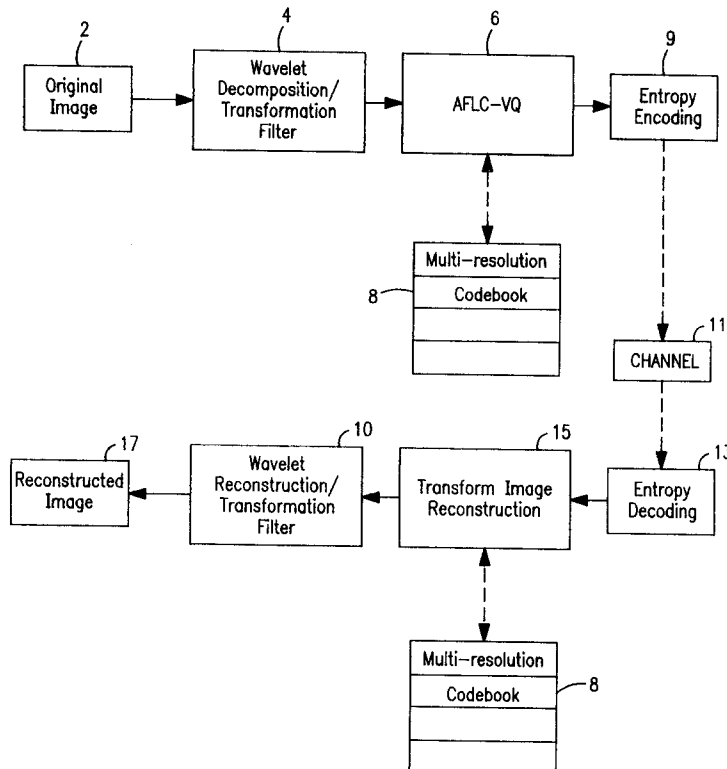 2
Original
Image
4
Wavelet
Decomposition/
Transformation
Filter
6
AFLC-VQ
9
Entropy
Encoding
8
Multi-resolution
Codebook
11
CHANNEL
17
Reconstructed
Image
10
Wavelet
Reconstruction/
Transformation
Filter
15
Transform Image
Reconstruction
13
Entropy
Decoding
Multi-resolution
Codebook
8